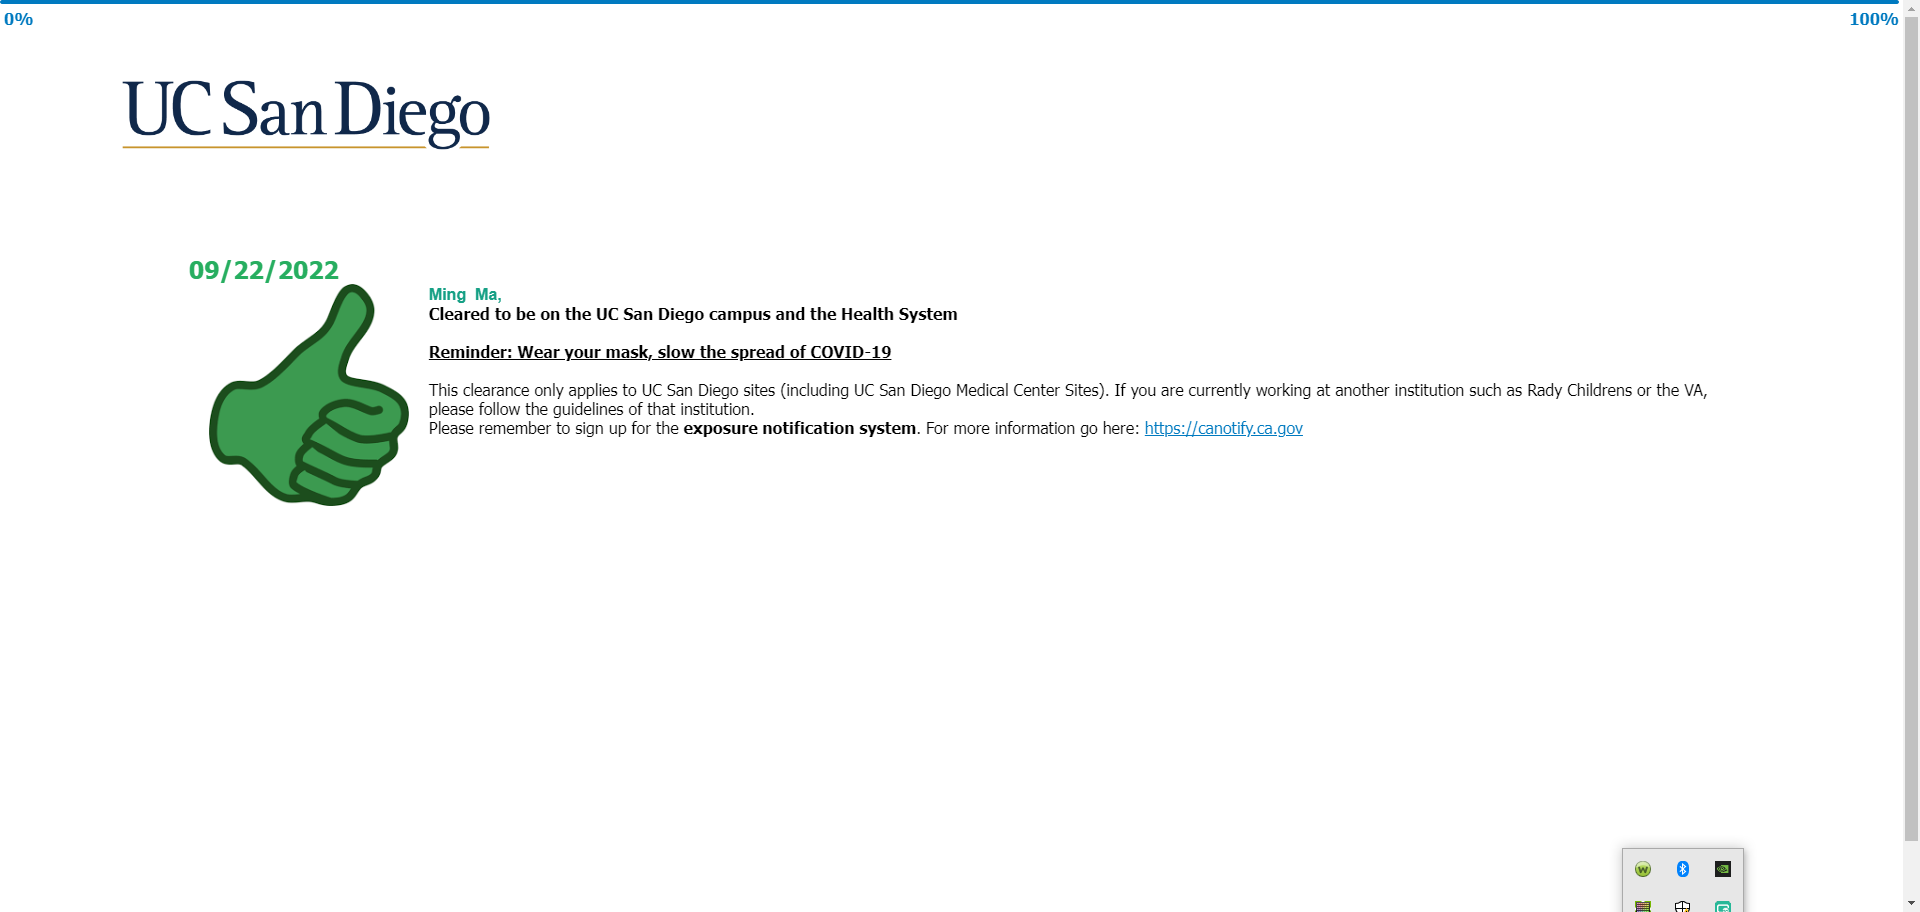 0%
100%
UC San Diego
09/22/2022
Ming  Ma,
Cleared to be on the UC San Diego campus and the Health System
Reminder: Wear your mask, slow the spread of COVID-19
This clearance only applies to UC San Diego sites (including UC San Diego Medical Center Sites). If you are currently working at another institution such as Rady Childrens or the VA,
please follow the guidelines of that institution.
Please remember to sign up for the exposure notification system. For more information go here: https://canotify.ca.gov
w